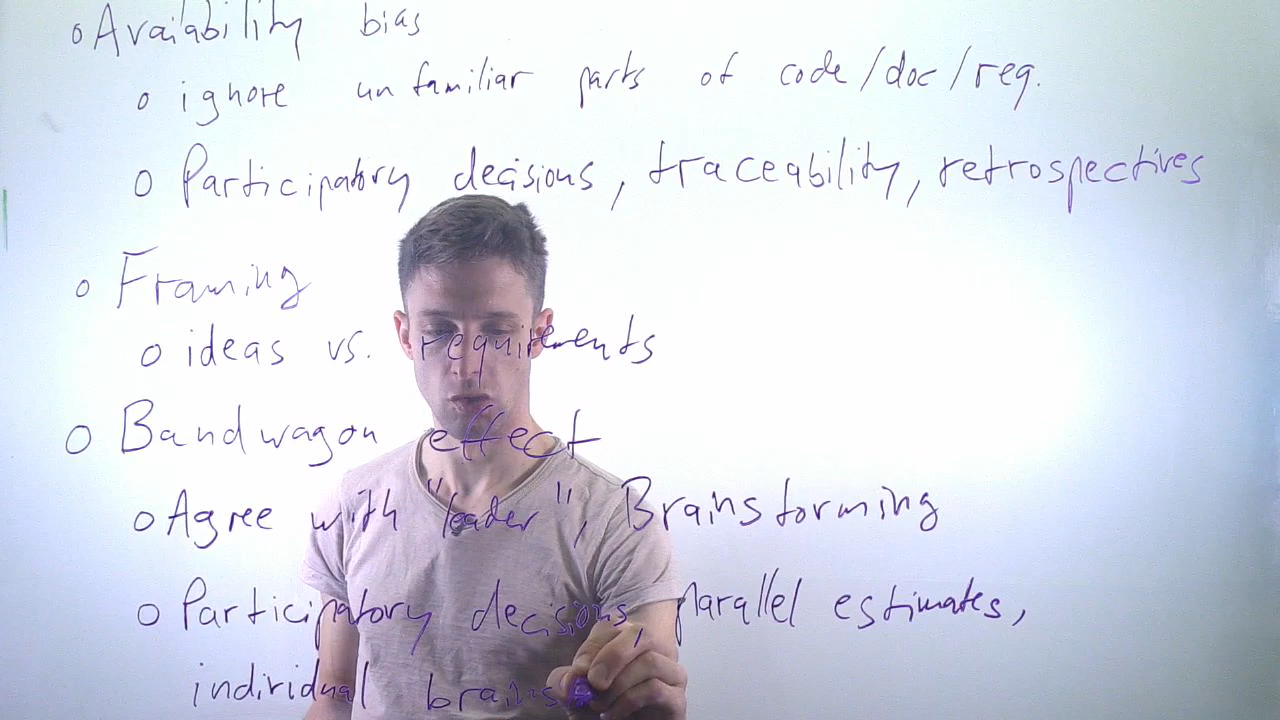 o Availability bias
o ignore unfamiliar parts of code/doc/req.
o Participatory decisions, traceability, retrospectives
o Framing
o ideas vs. requirements
o Bandwagon effect
o Agree with "leader", Brainstorming
o Participatory decisions, parallel estimates,
individual brains